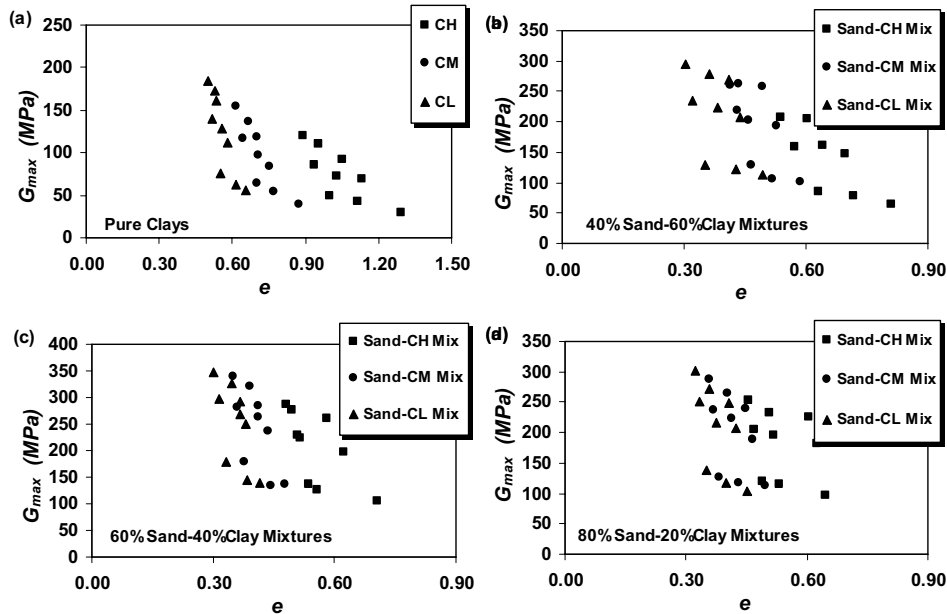 (a)
250
200
150
100
50
0
G_max (MPa)
CH
CM
CL
Pure Clays
0.00 0.30 0.60 0.90 1.20 1.50
e
(b)
350
300
250
200
150
100
50
0
G_max (MPa)
Sand-CH Mix
Sand-CM Mix
Sand-CL Mix
40% Sand-60%Clay Mixtures
0.00 0.30 0.60 0.90
e
(c)
400
350
300
250
200
150
100
50
0
G_max (MPa)
Sand-CH Mix
Sand-CM Mix
Sand-CL Mix
60% Sand-40%Clay Mixtures
0.00 0.30 0.60 0.90
e
(d)
350
300
250
200
150
100
50
0
G_max (MPa)
Sand-CH Mix
Sand-CM Mix
Sand-CL Mix
80% Sand-20%Clay Mixtures
0.00 0.30 0.60 0.90
e